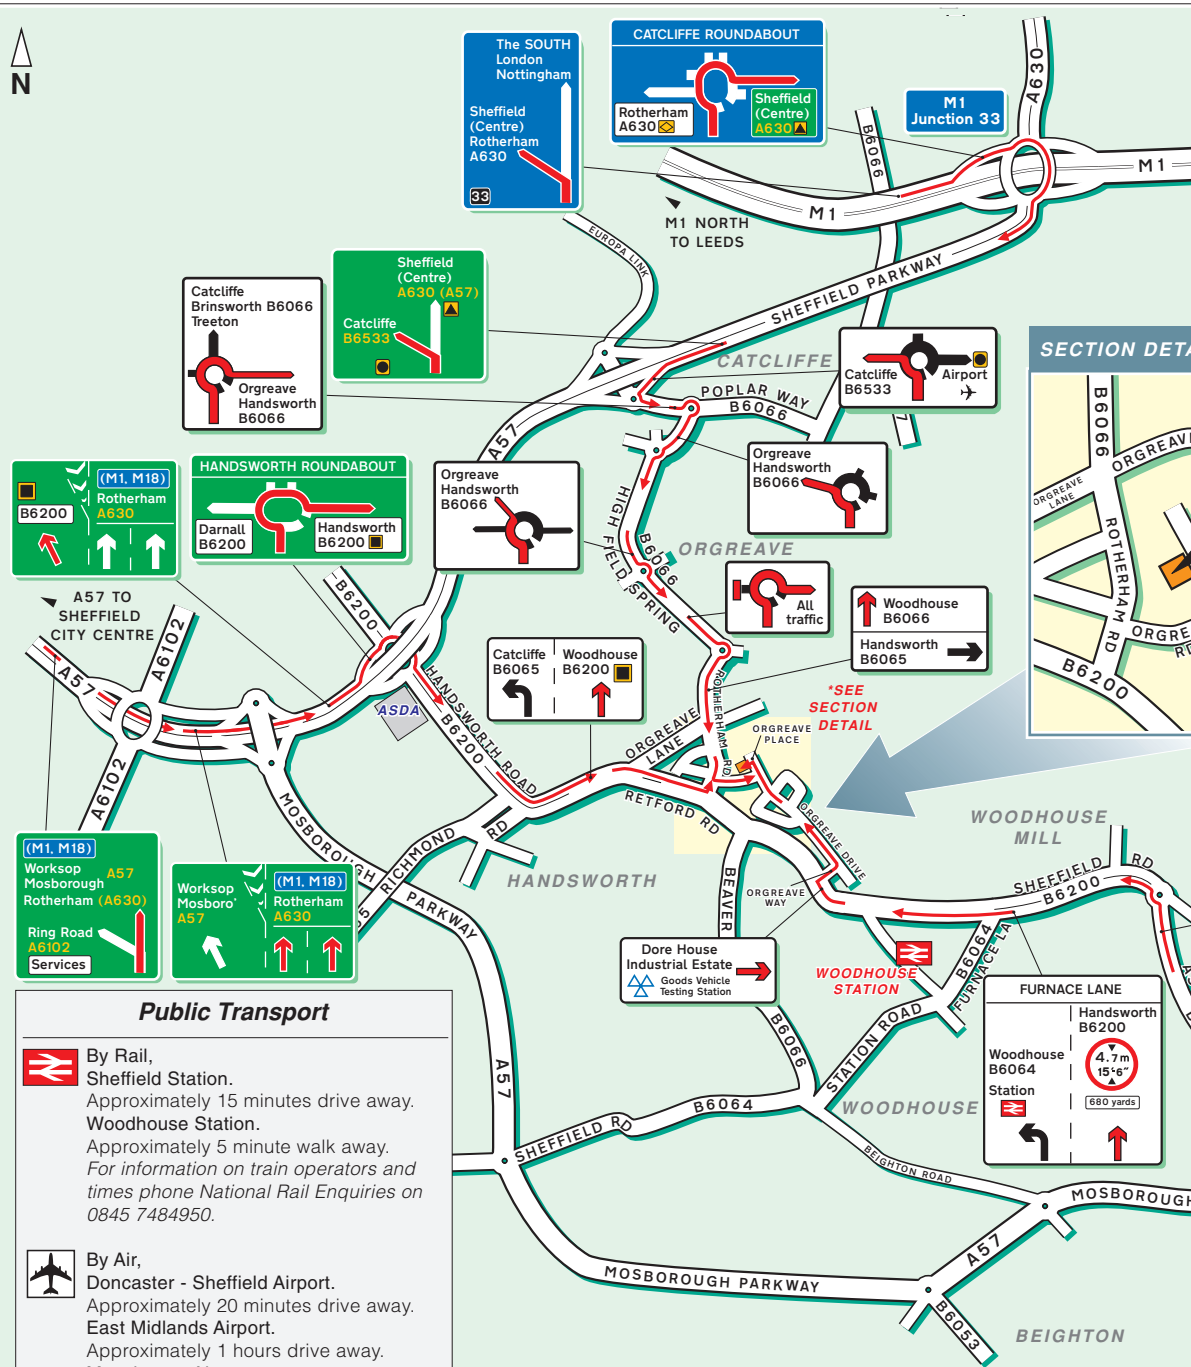 N
The SOUTH
London
Nottingham
Sheffield
(Centre)
Rotherham
A630
33
CATCLIFFE ROUNDABOUT
Rotherham
A630
Sheffield
(Centre)
A630
M1
Junction 33
A630
B6066
M1
M1
M1 NORTH
TO LEEDS
EUROPA LINK
SHEFFIELD PARKWAY
Catcliffe
Brinsworth B6066
Treeton
Orgreave
Handsworth
B6066
Sheffield
(Centre)
A630 (A57)
Catcliffe
B6533
CATCLIFFE
Catcliffe
B6533
Airport
POPLAR WAY
B6066
7
SECTION DETA
B6066
ORGREAVE
ORGREAVE
LANE
ROTHERHAM RD
ORGRE
RD
B6200
A57
B6200
(M1, M18)
Rotherham
A630
HANDSWORTH ROUNDABOUT
Darnall
B6200
Handsworth
B6200
Orgreave
Handsworth
B6066
Orgreave
Handsworth
B6066
HIGH FIELD SPRING
B6066
ORGREAVE
All
traffic
Woodhouse
B6066
Handsworth
B6065
A57 TO
SHEFFIELD
CITY CENTRE
A6102
B6200
A57
A6102
ASDA
HANDSWORTH ROAD
B6200
Catcliffe
B6065
Woodhouse
B6200
ROTHERHAM RD
*SEE
SECTION
DETAIL
ORGREAVE
PLACE
ORGREAVE
LANE
RETFORD RD
ORGREAVE DRIVE
WOODHOUSE
MILL
MOSBOROUGH
PARKWAY
RICHMOND
RD
HANDSWORTH
BEAVER
ORGREAVE
WAY
SHEFFIELD
RD
B6200
(M1, M18)
Worksop
Mosborough
A57
Rotherham (A630)
Ring Road
A6102
Services
Worksop
Mosboro'
A57
(M1, M18)
Rotherham
A630
Dore House
Industrial Estate
Goods Vehicle
Testing Station
WOODHOUSE
STATION
B6064
FURNACE LA
FURNACE LANE
Woodhouse
B6064
Station
Handsworth
B6200
4.7m
15'6"
680 yards
Public Transport
By Rail,
Sheffield Station.
Approximately 15 minutes drive away.
Woodhouse Station.
Approximately 5 minute walk away.
For information on train operators and
times phone National Rail Enquiries on
0845 7484950.
By Air,
Doncaster - Sheffield Airport.
Approximately 20 minutes drive away.
East Midlands Airport.
Approximately 1 hours drive away.
A57
B6066
STATION ROAD
SHEFFIELD RD
B6064
WOODHOUSE
BEIGHTON ROAD
MOSBOROUGH
A57
MOSBOROUGH PARKWAY
B6053
BEIGHTON